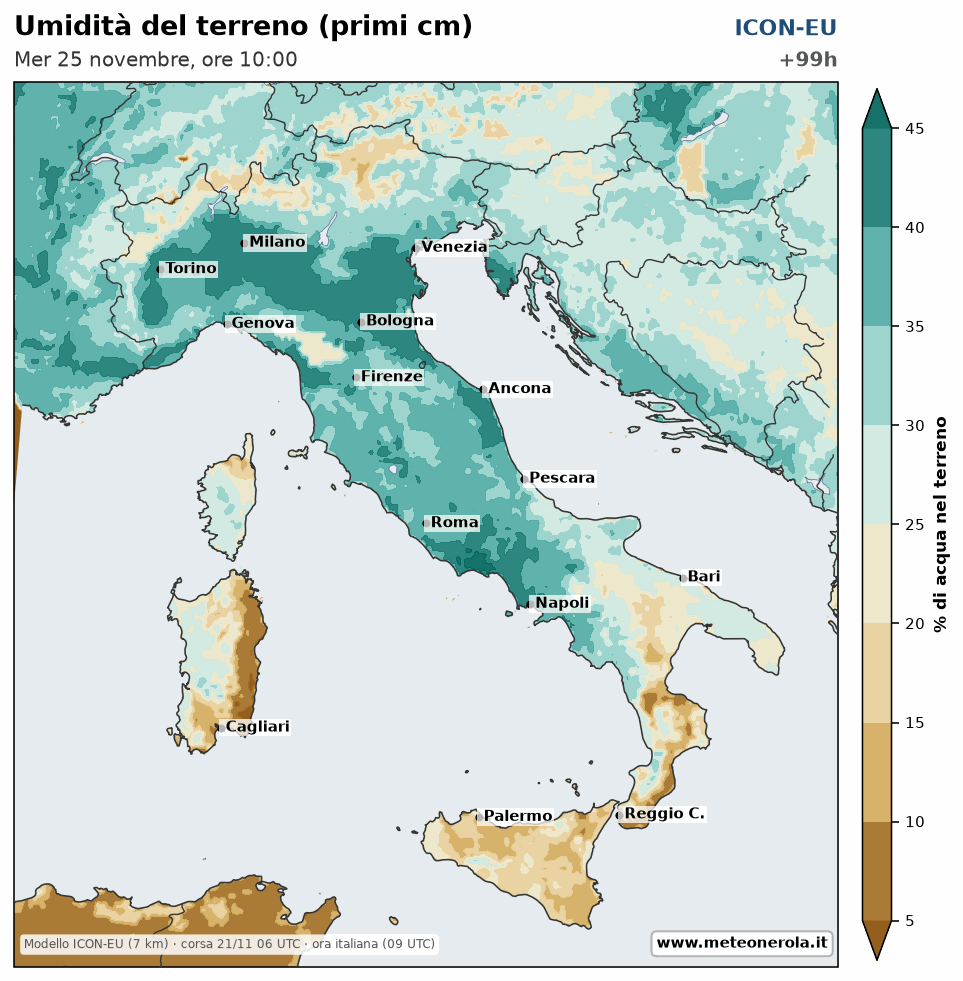 Umidità del terreno (primi cm)
ICON-EU
Mer 25 novembre, ore 10:00
+99h
Milano
Venezia
Torino
Genova
Bologna
Firenze
Ancona
Pescara
Roma
Bari
Napoli
Cagliari
Palermo
Reggio C.
Modello ICON-EU (7 km) · corsa 21/11 06 UTC · ora italiana (09 UTC)
www.meteonerola.it
45
40
35
30
25
20
15
10
5
% di acqua nel terreno